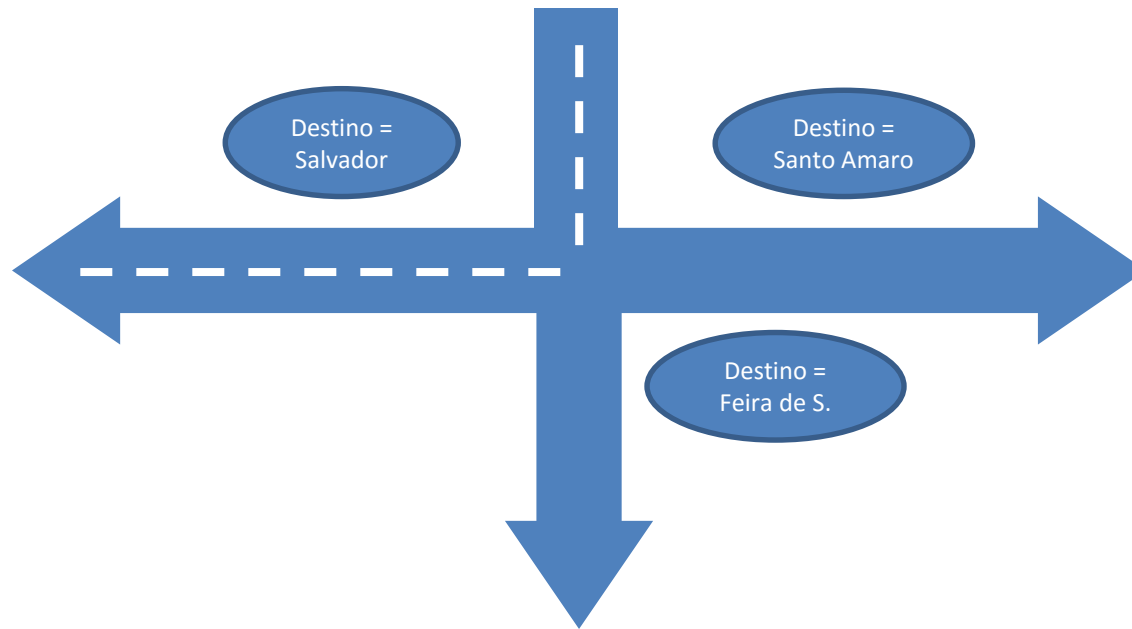 Destino =
Salvador
Destino =
Santo Amaro
Destino =
Feira de S.